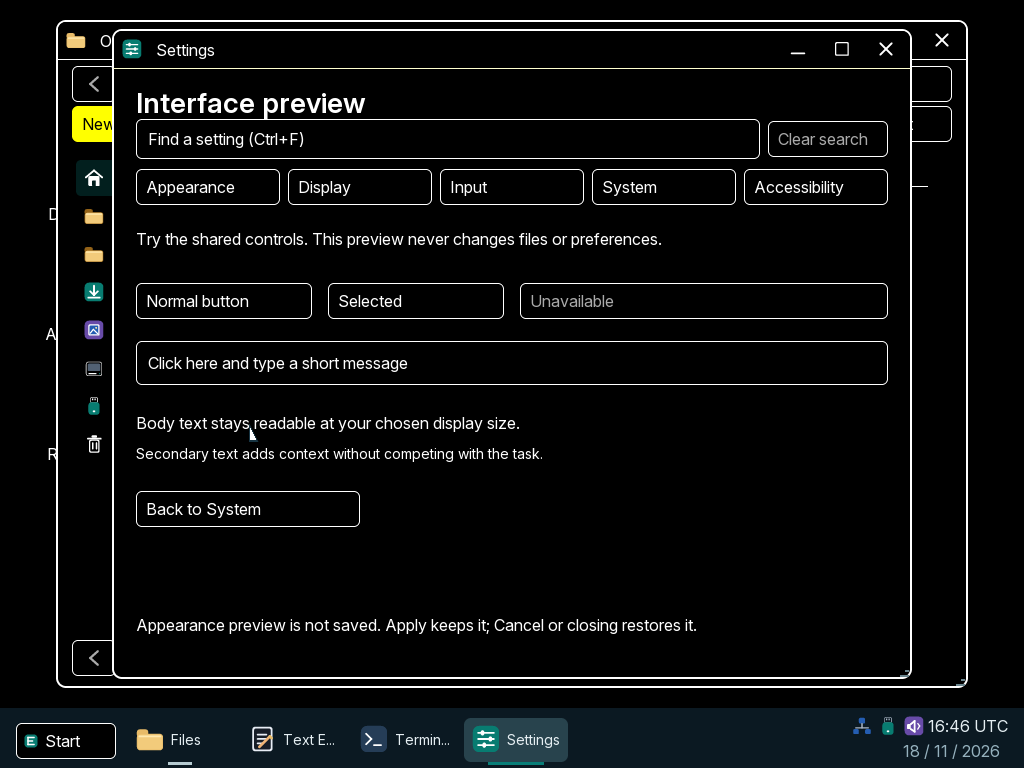 Settings
Interface preview
Find a setting (Ctrl+F)
Clear search
Appearance
Display
Input
System
Accessibility
New
Try the shared controls. This preview never changes files or preferences.
Normal button
Selected
Unavailable
Click here and type a short message
Body text stays readable at your chosen display size.
Secondary text adds context without competing with the task.
Back to System
Appearance preview is not saved. Apply keeps it; Cancel or closing restores it.
Start
Files
Text E...
Termin...
Settings
16:46 UTC
18 / 11 / 2026